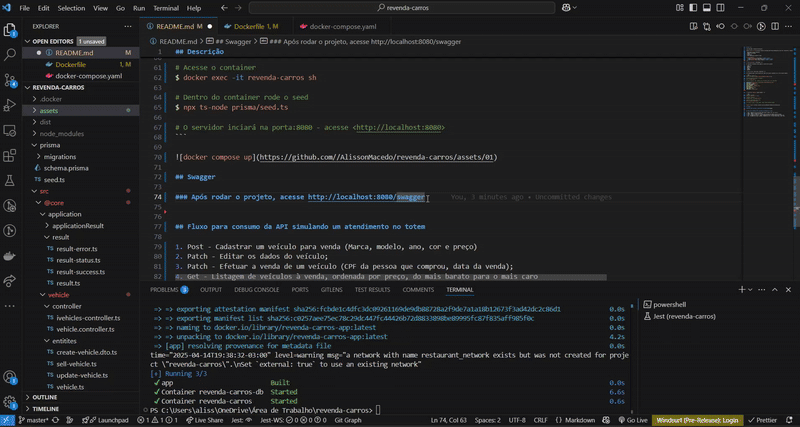 File Edit Selection View Go Run Terminal Help
revenda-carros
EXPLORER
OPEN EDITORS 1 unsaved
README.md M
Dockerfile M
docker-compose.yaml
REVENDA-CARROS
.docker
assets
dist
node_modules
prisma
migrations
schema.prisma
seed.ts
src
@core
application
applicationResult
result
result-error.ts
result-status.ts
result-success.ts
result.ts
vehicle
controller
ivehicles-controller.ts
vehicle.controller.ts
entitites
create-vehicle.dto.ts
sell-vehicle.ts
update-vehicle.ts
vehicle.ts
OUTLINE
TIMELINE
README.md M
Dockerfile M
docker-compose.yaml
README.md > ## Swagger > ### Após rodar o projeto, acesse http://localhost:8080/swagger
51 ## Descrição
61 # Acesse o container
62 $ docker exec -it revenda-carros sh
63
64 # Dentro do container rode o seed
65 $ npx ts-node prisma/seed.ts
66
67 # O servidor inciará na porta:8080 - acesse <http://localhost:8080>
68 ```
70 ![docker compose up](https://github.com//AlissonMacedo/revenda-carros/assets/01)
71
72 ## Swagger
73
74 ### Após rodar o projeto, acesse http://localhost:8080/swagger You, 3 minutes ago • Uncommitted changes
75
77 ## Fluxo para consumo da API simulando um atendimento no totem
78
79 1. Post - Cadastrar um veículo para venda (Marca, modelo, ano, cor e preço)
80 2. Patch - Editar os dados do veículo;
81 3. Patch - Efetuar a venda de um veículo (CPF da pessoa que comprou, data da venda);
82 4. Get - Listagem de veículos à venda, ordenada por preço, do mais barato para o mais caro
PROBLEMS 3 OUTPUT DEBUG CONSOLE PORTS GITLENS TEST RESULTS COMMENTS TERMINAL
=> => exporting attestation manifest sha256:fcbde1c4dfc3dc09261169de9db88728a2f9de7a1a18b12673f3ad42dc2c86d1 0.0s
=> => exporting manifest list sha256:c0257aee75ec78c29dc447fc44426b72d8833898be89995fc87f835aff985f0c 0.0s
=> => naming to docker.io/library/revenda-carros-app:latest 0.0s
=> => unpacking to docker.io/library/revenda-carros-app:latest 4.2s
=> [app] resolving provenance for metadata file 0.0s
time="2025-04-14T19:38:32-03:00" level=warning msg="a network with name restaurant_network exists but was not created for proje
ct \"revenda-carros\".\nSet `external: true` to use an existing network"
[+] Running 3/3
✔ app Built 0.0s
✔ Container revenda-carros-db Started 6.6s
✔ Container revenda-carros Started 6.6s
PS C:\Users\aliss\OneDrive\Área de Trabalho\revenda-carros>
powershell
Jest (revenda-carros)
master* Launchpad 1 1 Live Share Jest: Jest-WS: 0 0 0 Git Graph Ln 74, Col 63 Spaces: 2 UTF-8 CRLF Markdown Go Live Windsurf (Pre-Release): Login Prettier